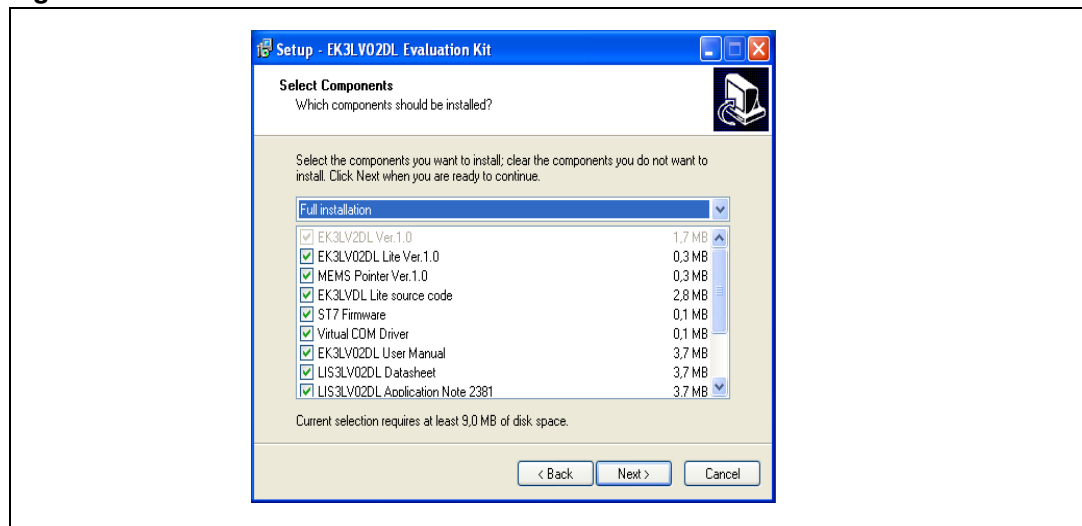 Setup - EK3LV02DL Evaluation Kit
Select Components
Which components should be installed?
Select the components you want to install; clear the components you do not want to
install. Click Next when you are ready to continue.
Full installation
EK3LV2DL Ver.1.0 1,7 MB
EK3LV02DL Lite Ver.1.0 0,3 MB
MEMS Pointer Ver.1.0 0,3 MB
EK3LVDL Lite source code 2,8 MB
ST7 Firmware 0,1 MB
Virtual COM Driver 0,1 MB
EK3LV02DL User Manual 3,7 MB
LIS3LV02DL Datasheet 3,7 MB
LIS3LV02DL Application Note 2381 3,7 MB
Current selection requires at least 9,0 MB of disk space.
< Back Next > Cancel